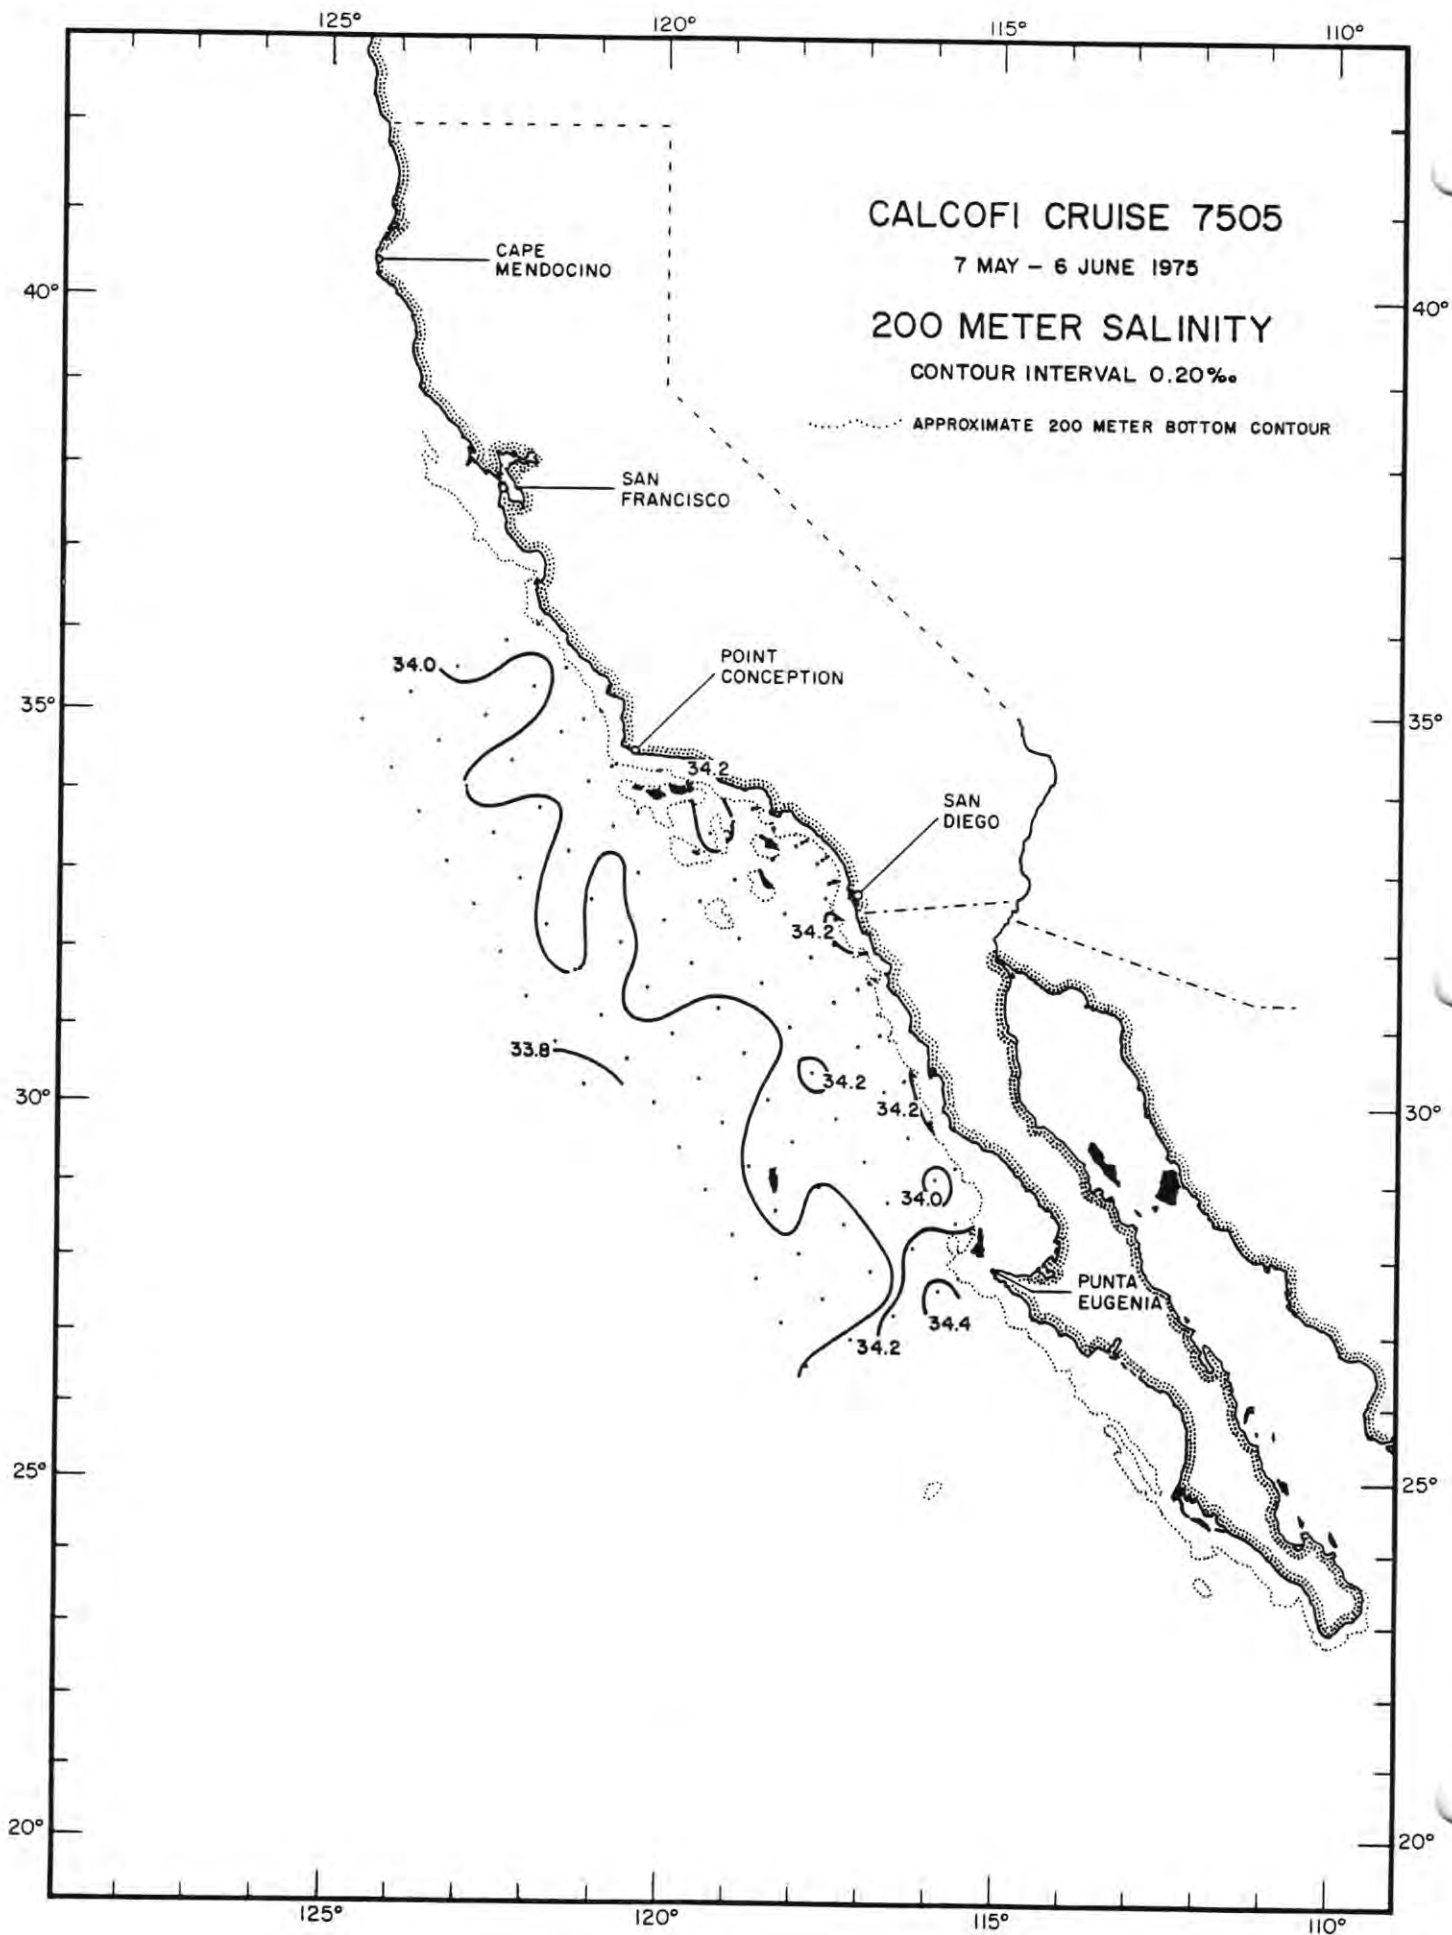 125° 120° 115° 110°
CALCOFI CRUISE 7505
7 MAY – 6 JUNE 1975
CAPE
MENDOCINO
40° 40°
200 METER SALINITY
CONTOUR INTERVAL 0.20‰
APPROXIMATE 200 METER BOTTOM CONTOUR
SAN
FRANCISCO
POINT
CONCEPTION
34.0
35° 35°
34.2
SAN
DIEGO
34.2
33.8
34.2
30° 34.2 30°
34.0
PUNTA
EUGENIA
34.4
34.2
25° 25°
20° 20°
125° 120° 115° 110°